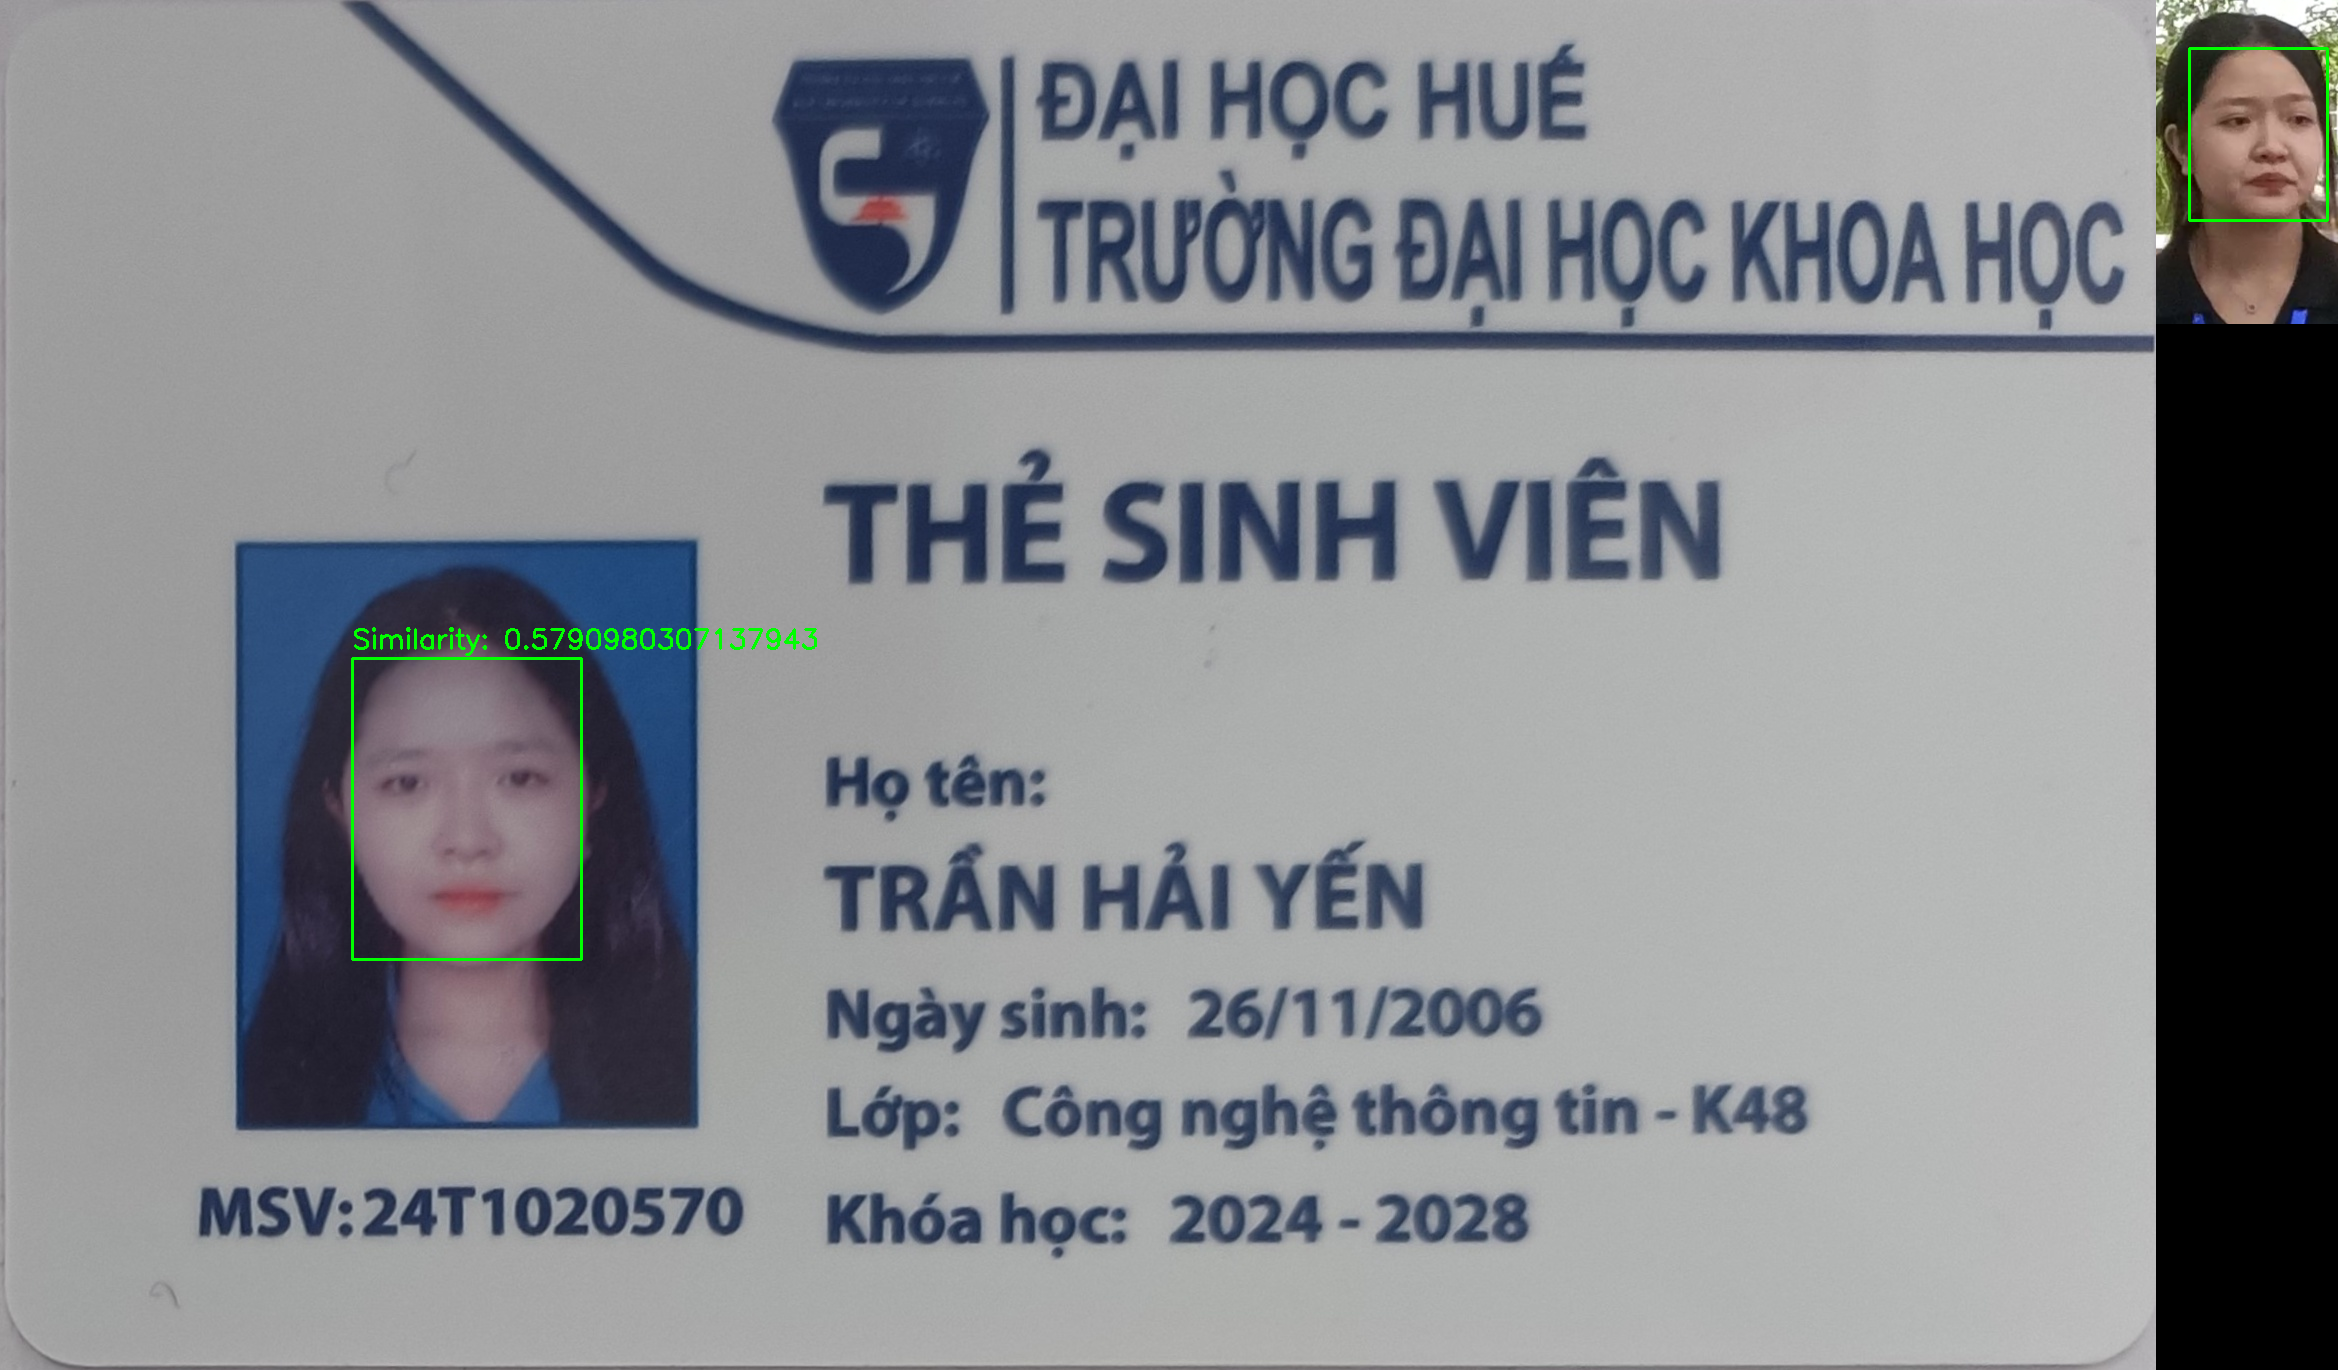 ĐẠI HỌC HUẾ
TRƯỜNG ĐẠI HỌC KHOA HỌC
THẺ SINH VIÊN
Similarity: 0.5790980307137943
Họ tên:
TRẦN HẢI YẾN
Ngày sinh: 26/11/2006
Lớp: Công nghệ thông tin - K48
MSV: 24T1020570
Khóa học: 2024 - 2028